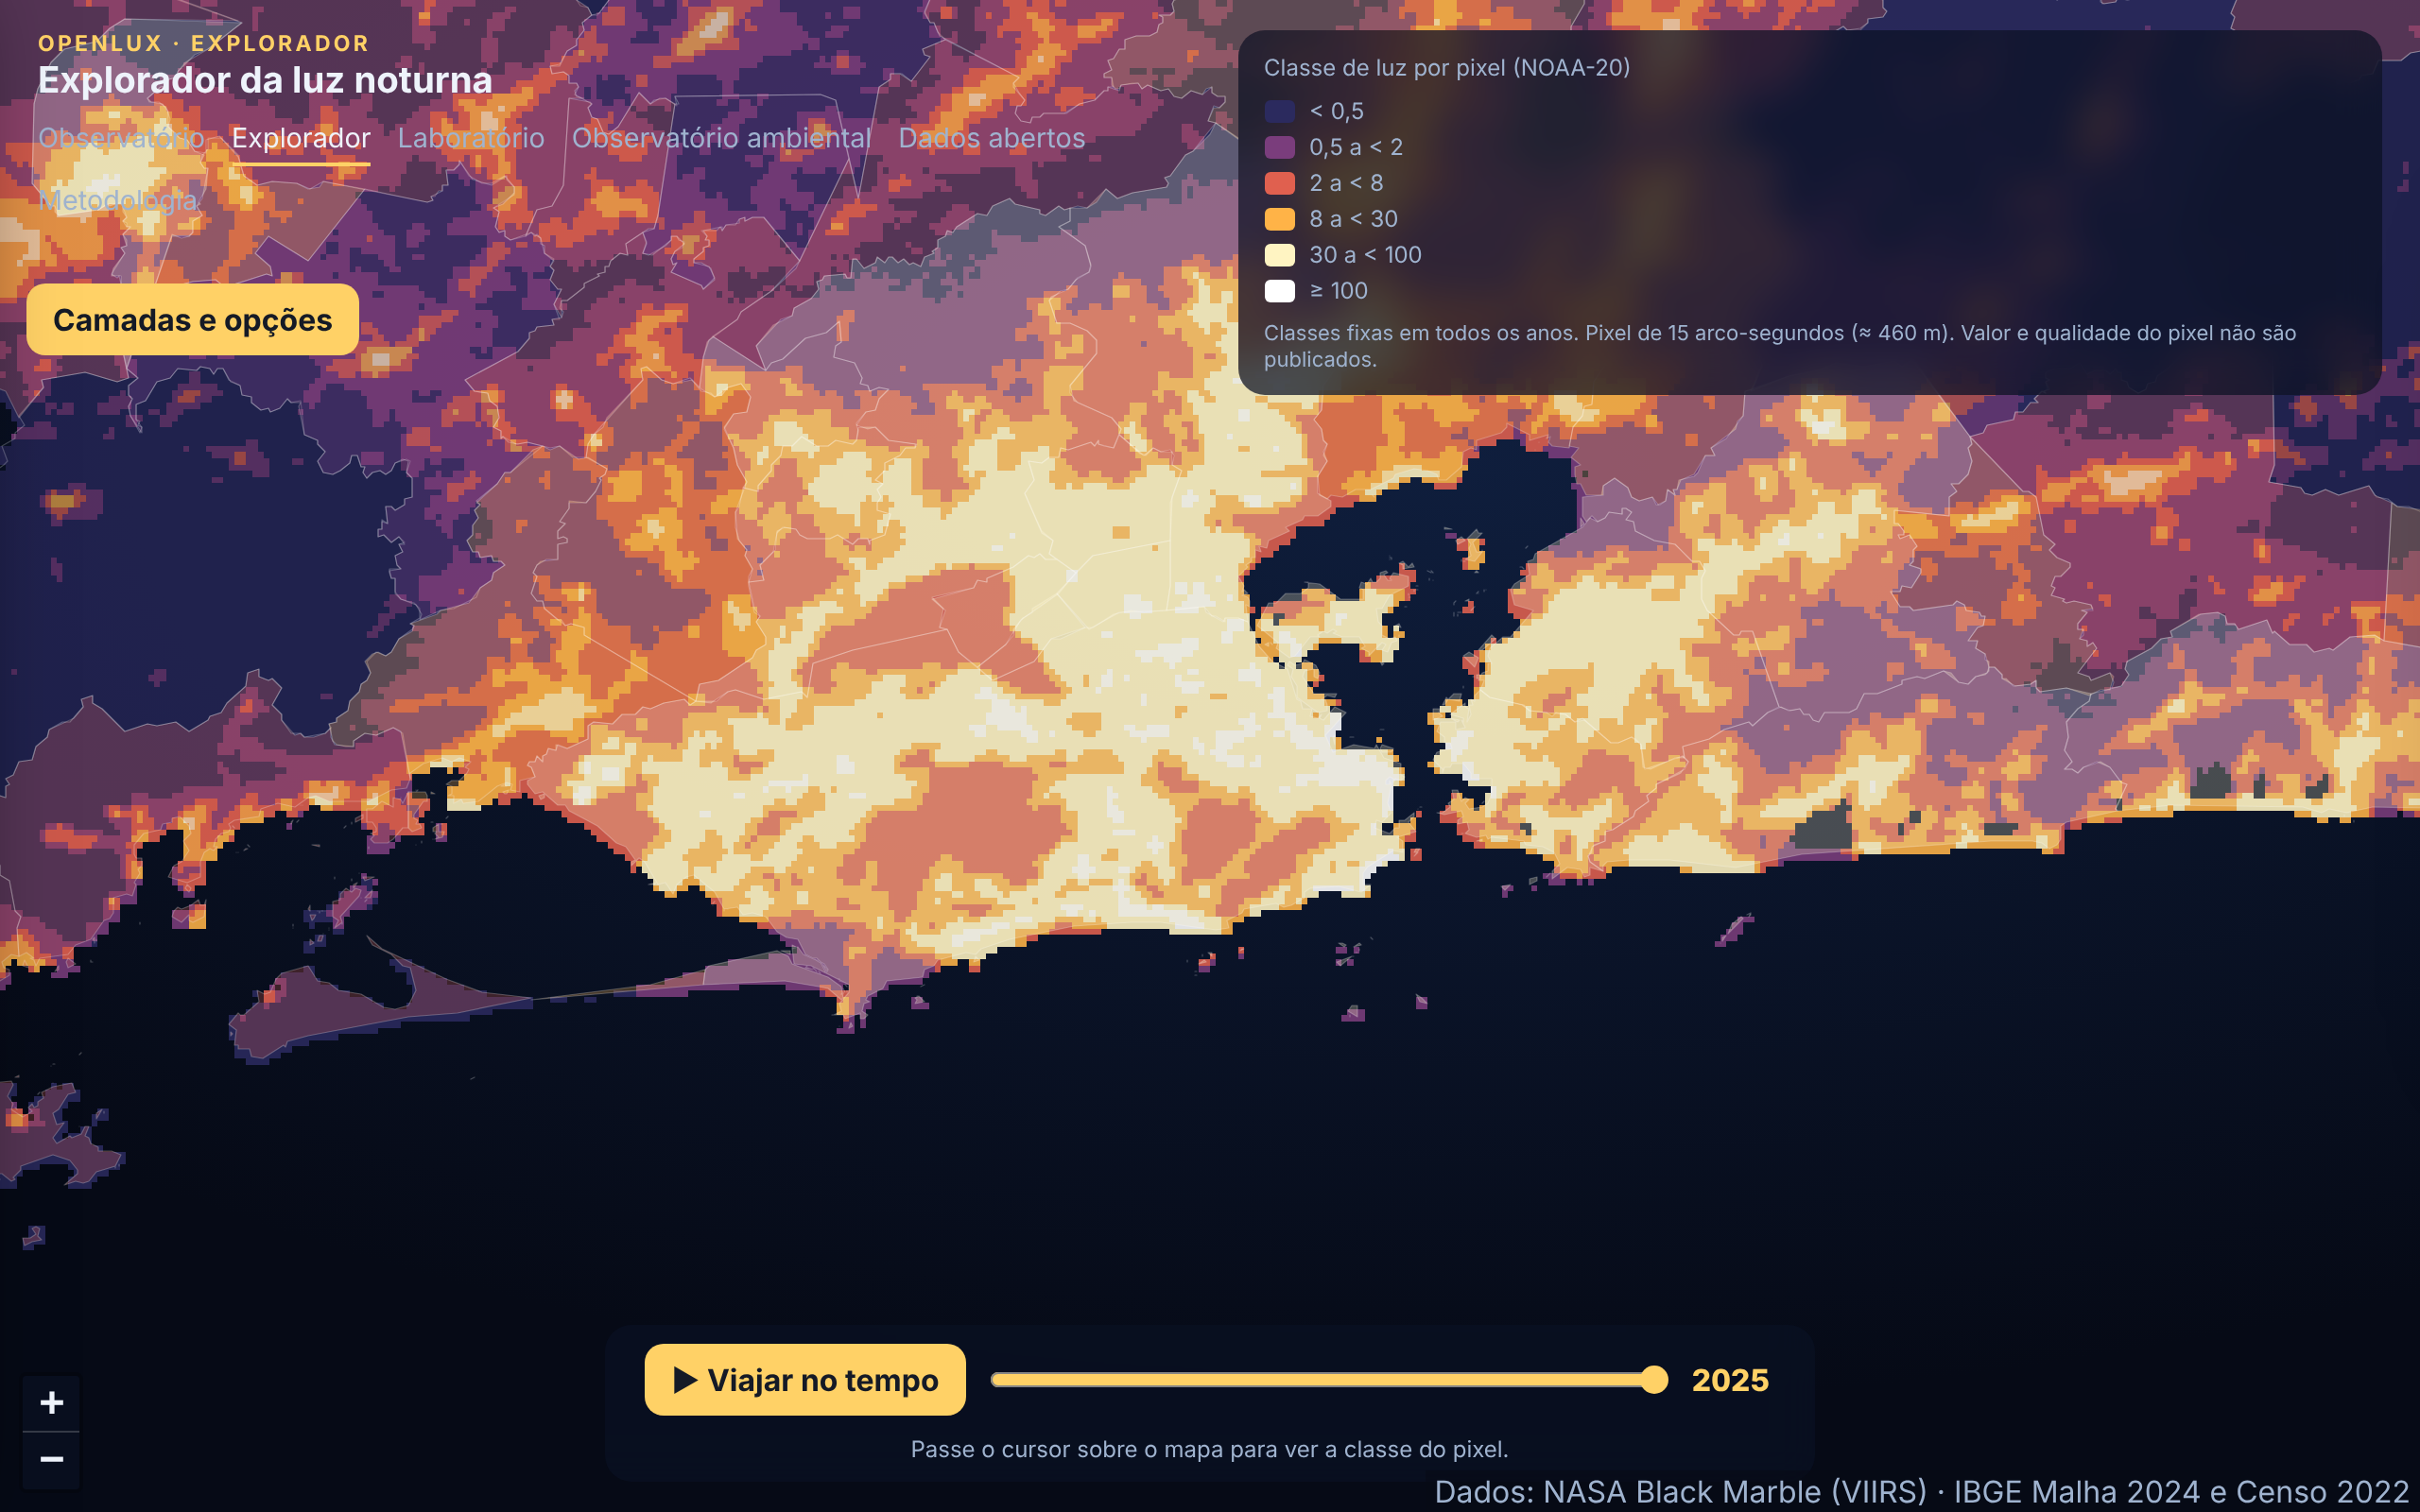 OPENLUX · EXPLORADOR
Explorador da luz noturna
Observatório Explorador Laboratório Observatório ambiental Dados abertos
Metodologia
Camadas e opções
Classe de luz por pixel (NOAA-20)
< 0,5
0,5 a < 2
2 a < 8
8 a < 30
30 a < 100
≥ 100
Classes fixas em todos os anos. Pixel de 15 arco-segundos (≈ 460 m). Valor e qualidade do pixel não são
publicados.
+
−
▶ Viajar no tempo 2025
Passe o cursor sobre o mapa para ver a classe do pixel.
Dados: NASA Black Marble (VIIRS) · IBGE Malha 2024 e Censo 2022